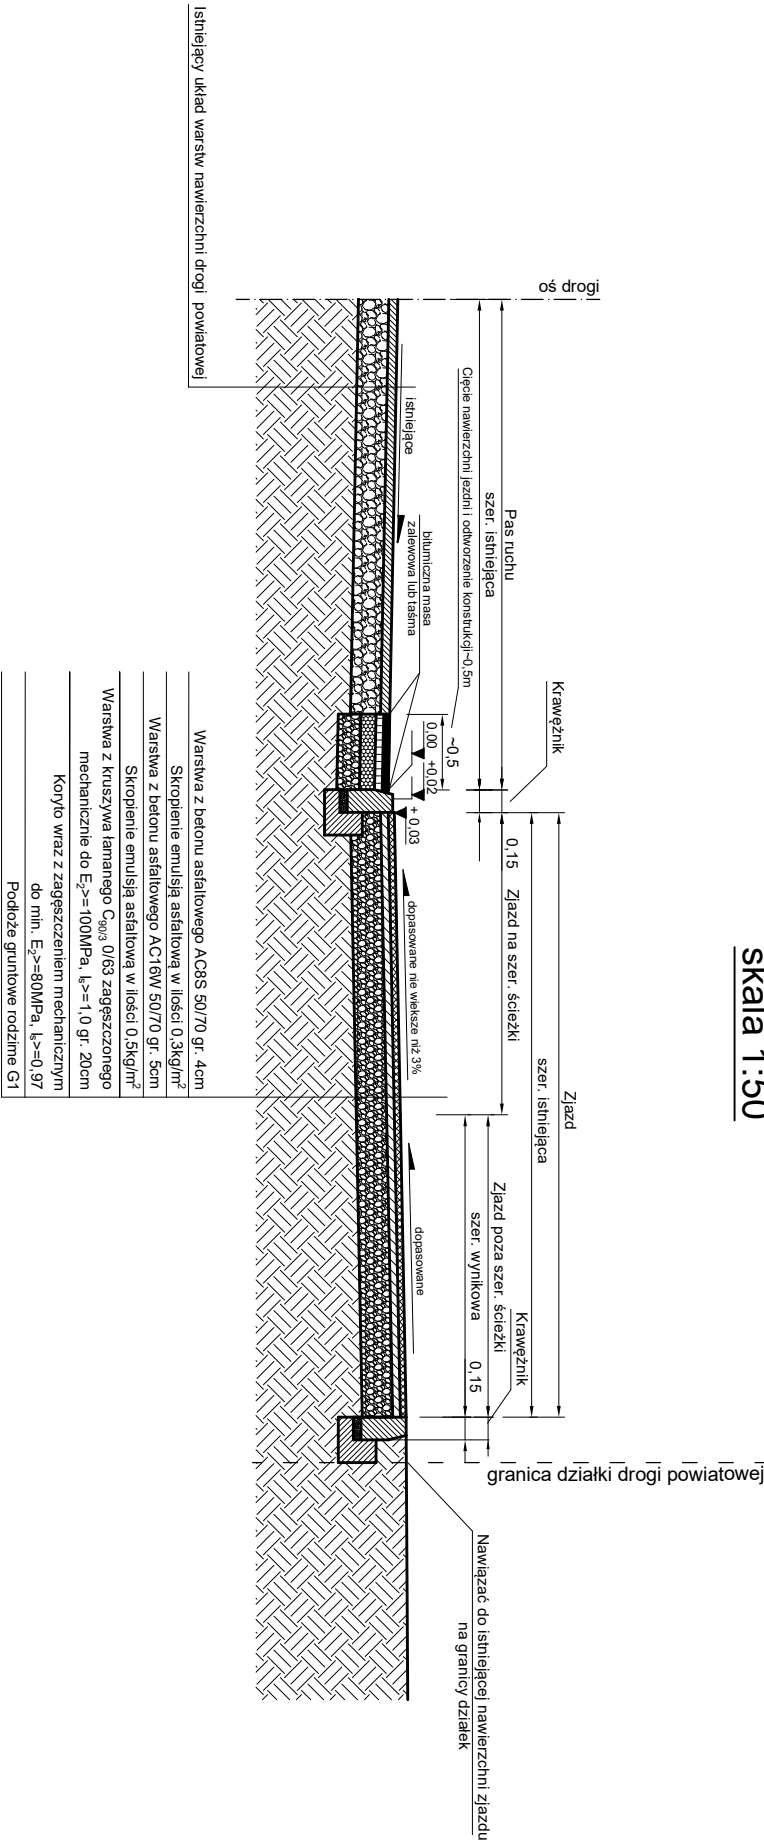 skala 1:50
oś drogi
Pas ruchu
szer. istniejąca
Cięcie nawierzchni jezdni i odtworzenie konstrukcji~0,5m
istniejące
bitumiczna masa
zalewowa lub taśma
Istniejący układ warstw nawierzchni drogi powiatowej
Krawężnik
~0,5
0,00
+0,02
+ 0,03
0,15
Zjazd
szer. istniejąca
Zjazd na szer. ścieżki
dopasowane nie wieksze niż 3%
Zjazd poza szer. ścieżki
szer. wynikowa
0,15
Krawężnik
dopasowane
granica działki drogi powiatowej
Nawiązać do istniejącej nawierzchni zjazdu
na granicy działek
Warstwa z betonu asfaltowego AC8S 50/70 gr. 4cm
Skropienie emulsją asfaltową w ilości 0,3kg/m²
Warstwa z betonu asfaltowego AC16W 50/70 gr. 5cm
Skropienie emulsją asfaltową w ilości 0,5kg/m²
Warstwa z kruszywa łamanego C90/3 0/63 zagęszczonego
mechanicznie do E2>=100MPa, Is>=1,0 gr. 20cm
Koryto wraz z zagęszczeniem mechanicznym
do min. E2>=80MPa, Is>=0,97
Podłoże gruntowe rodzime G1